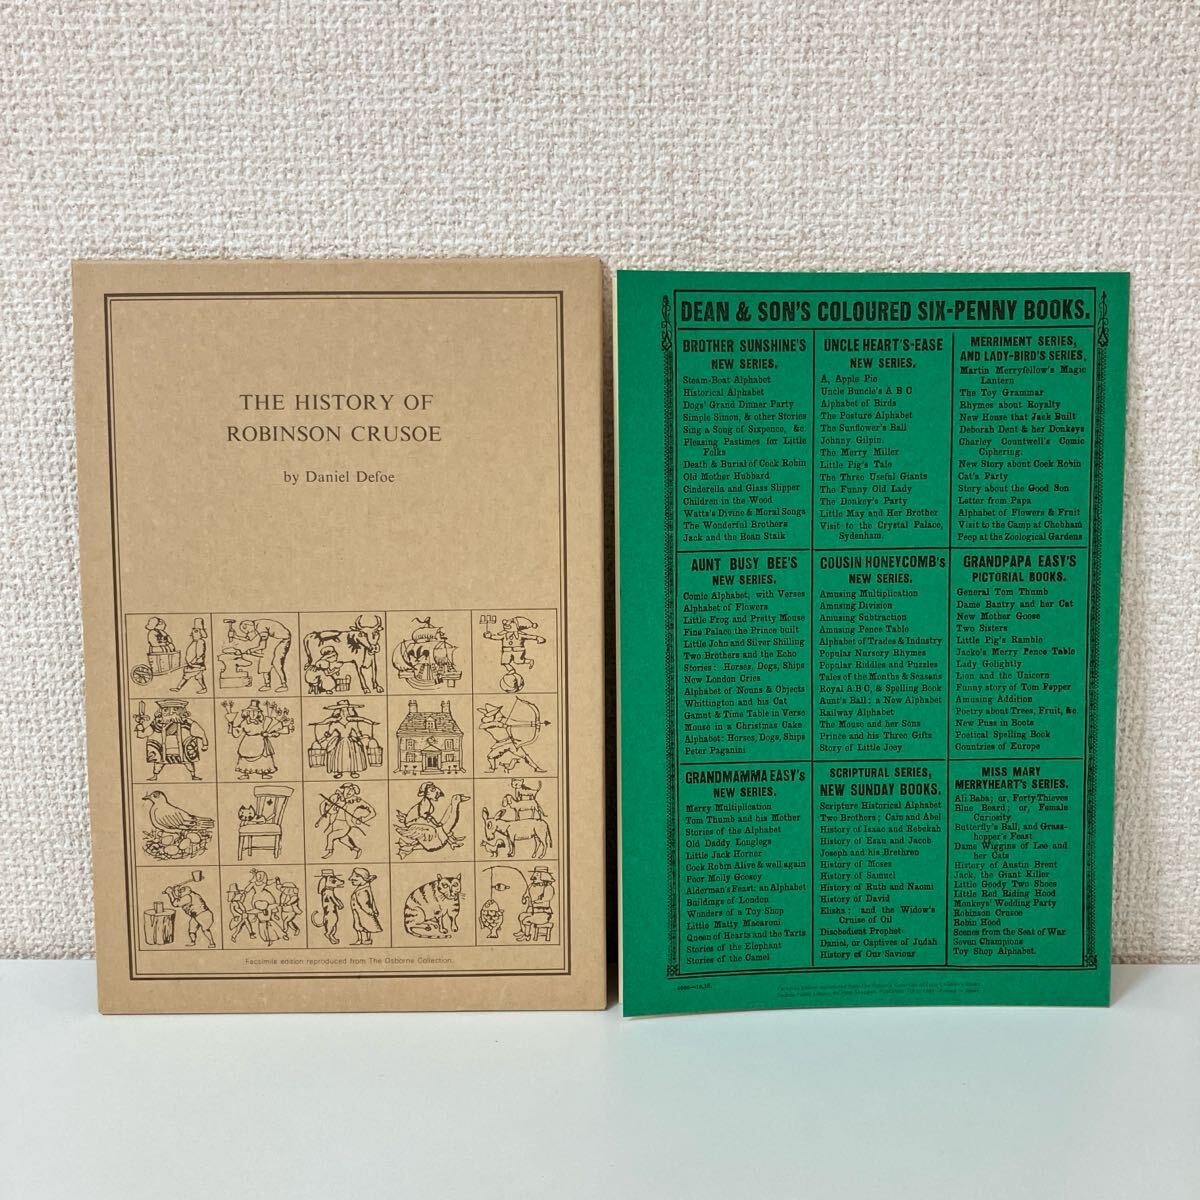 THE HISTORY OF
ROBINSON CRUSOE
by Daniel Defoe
Facsimile edition reproduced from The Osborne Collection.
DEAN & SON'S COLOURED SIX-PENNY BOOKS.
BROTHER SUNSHINE'S
NEW SERIES.
Steam-Boat Alphabet
Historical Alphabet
Dogs' Grand Dinner Party
Simple Simon, & other Stories
Sing a Song of Sixpence, &c.
Pleasing Pastimes for Little
Folks
Death & Burial of Cock Robin
Old Mother Hubbard
Cinderella and Glass Slipper
Children in the Wood
Watts's Divine & Moral Songs
The Wonderful Brothers
Jack and the Bean Stalk
UNCLE HEART'S-EASE
NEW SERIES.
A, Apple Pie
Uncle Buncle's A B C
Alphabet of Birds
The Posture Alphabet
The Sunflower's Ball
Johnny Gilpin
The Merry Miller
Little Pig's Tale
The Three Useful Giants
The Funny Old Lady
The Donkey's Party
Little May and Her Brother
Visit to the Crystal Palace,
Sydenham.
MERRIMENT SERIES,
AND LADY-BIRD'S SERIES.
Martin Merryfellow's Magic
Lantern
The Toy Grammar
Rhymes about Royalty
New House that Jack Built
Deborah Dent & her Donkeys
Charley Countwell's Comic
Ciphering.
New Story about Cock Robin
Cat's Party
Story about the Good Son
Letter from Papa
Alphabet of Flowers & Fruit
Visit to the Camp at Chobham
Peep at the Zoological Gardens
AUNT BUSY BEE'S
NEW SERIES.
Comic Alphabet, with Verses
Alphabet of Flowers
Little Frog and Pretty Mouse
Fine Palace the Prince built
Little John and Silver Shilling
Two Brothers and the Echo
Stories: Horses, Dogs, Ships
New London Cries
Alphabet of Nouns & Objects
Whittington and his Cat
Gamut & Time Table in Verse
Mouse in a Christmas Cake
Alphabet: Horses, Dogs, Ships
Peter Paganini
COUSIN HONEYCOMB'S
NEW SERIES.
Amusing Multiplication
Amusing Division
Amusing Subtraction
Amusing Pence Table
Alphabet of Trades & Industry
Popular Nursery Rhymes
Popular Riddles and Puzzles
Tales of the Months & Seasons
Royal A.B.C, & Spelling Book
Aunt's Ball: a New Alphabet
Railway Alphabet
The Mouse and her Sons
Prince and his Three Gifts
Story of Little Joey
GRANDPAPA EASY'S
PICTORIAL BOOKS.
General Tom Thumb
Dame Bantry and her Cat
New Mother Goose
Two Sisters
Little Pig's Ramble
Jacko's Merry Pence Table
Lady Golightly
Lion and the Unicorn
Funny story of Tom Pepper
Amusing Addition
Poetry about Trees, Fruit, &c.
New Puss in Boots
Poetical Spelling Book
Countries of Europe
GRANDMAMMA EASY'S
NEW SERIES.
Merry Multiplication
Tom Thumb and his Mother
Stories of the Alphabet
Old Daddy Longlegs
Little Jack Horner
Cock Robin Alive & well again
Poor Molly Goosey
Alderman's Feast: an Alphabet
Buildings of London
Wonders of a Toy Shop
Little Matty Macaroni
Queen of Hearts and the Tarts
Stories of the Elephant
Stories of the Camel
SCRIPTURAL SERIES,
NEW SUNDAY BOOKS.
Scripture Historical Alphabet
Two Brothers; Cain and Abel
History of Isaac and Rebekah
History of Esau and Jacob
Joseph and his Brethren
History of Moses
History of Samuel
History of Ruth and Naomi
History of David
Elisha: and the Widow's
Cruise of Oil
Disobedient Prophet
Daniel, or Captives of Judah
History of Our Saviour
MISS MARY
MERRYHEART'S SERIES.
Ali Baba; or, Forty Thieves
Blue Beard; or, Female
Curiosity
Butterfly's Ball, and Grass-
hopper's Feast
Dame Wiggins of Lee and
her Cats
History of Austin Brent
Jack, the Giant Killer
Little Goody Two Shoes
Little Red Riding Hood
Monkeys' Wedding Party
Robinson Crusoe
Robin Hood
Scenes from the Seat of War
Seven Champions
Toy Shop Alphabet.